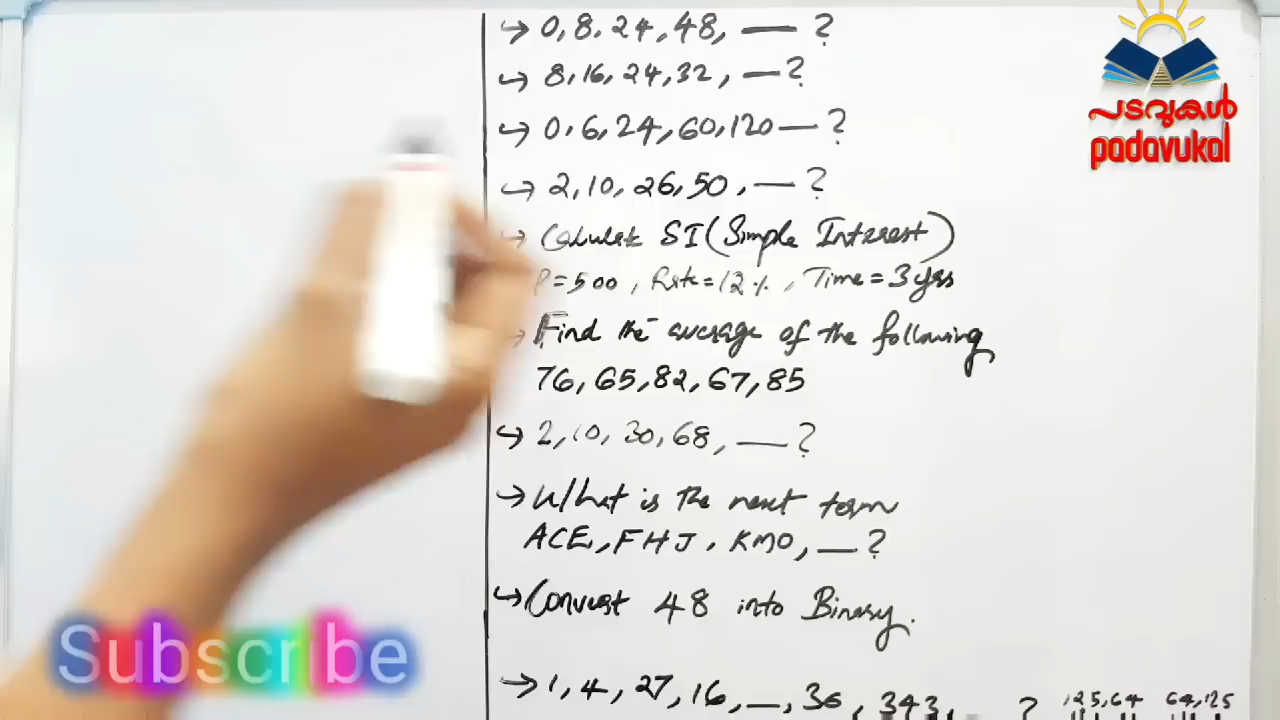 → 0, 8, 24, 48, — ?
→ 8, 16, 24, 32, — ?
→ 0, 6, 24, 60, 120 — ?
→ 2, 10, 26, 50, — ?
→ Calculate SI (Simple Interest)
P = 500, Rate = 12%, Time = 3 yrs
→ Find the average of the following
76, 65, 82, 67, 85
→ 2, 10, 30, 68, — ?
→ What is the next term
ACE, FHJ, KMO, — ?
→ Convert 48 into Binary.
→ 1, 4, 27, 16, —, 36, 343, — ?
125, 64 64, 125
പടവുകൾ
padavukal
Subscribe